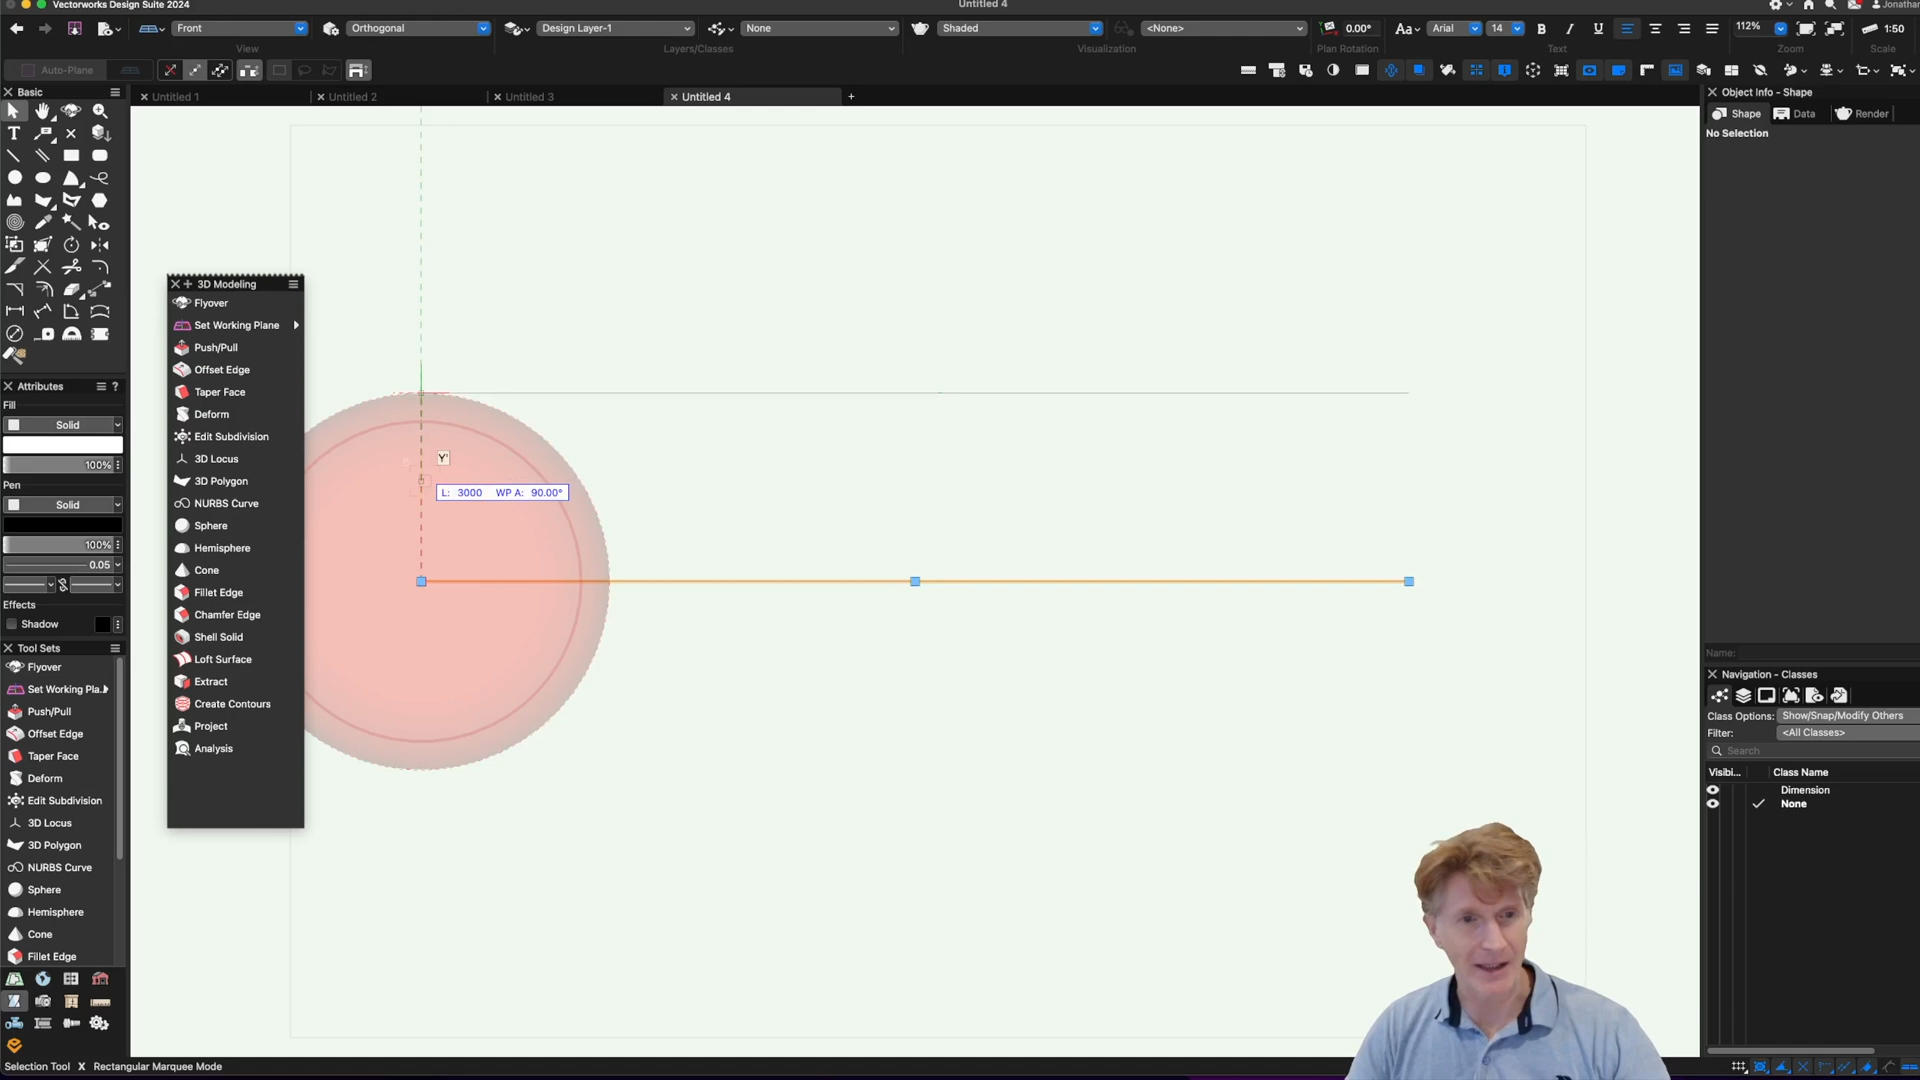 Vectorworks Design Suite 2024
Untitled 4
Jonathan
Front
Orthogonal
Design Layer-1
None
Shaded
<None>
0.00°
Aa
Arial
14
B
I
U
112%
1:50
View
Layers/Classes
Visualization
Plan Rotation
Text
Zoom
Scale
Auto-Plane
Untitled 1
Untitled 2
Untitled 3
Untitled 4
+
Basic
Attributes
?
Fill
Solid
100%
Pen
Solid
100%
0.05
Effects
Shadow
Tool Sets
Flyover
Set Working Pla..
Push/Pull
Offset Edge
Taper Face
Deform
Edit Subdivision
3D Locus
3D Polygon
NURBS Curve
Sphere
Hemisphere
Cone
Fillet Edge
3D Modeling
Flyover
Set Working Plane
Push/Pull
Offset Edge
Taper Face
Deform
Edit Subdivision
3D Locus
3D Polygon
NURBS Curve
Sphere
Hemisphere
Cone
Fillet Edge
Chamfer Edge
Shell Solid
Loft Surface
Extract
Create Contours
Project
Analysis
Y'
L: 3000 WP A: 90.00°
Object Info - Shape
Shape
Data
Render
No Selection
Name:
Navigation - Classes
Class Options: Show/Snap/Modify Others
Filter: <All Classes>
Search
Visibi... Class Name
Dimension
None
Selection Tool X Rectangular Marquee Mode